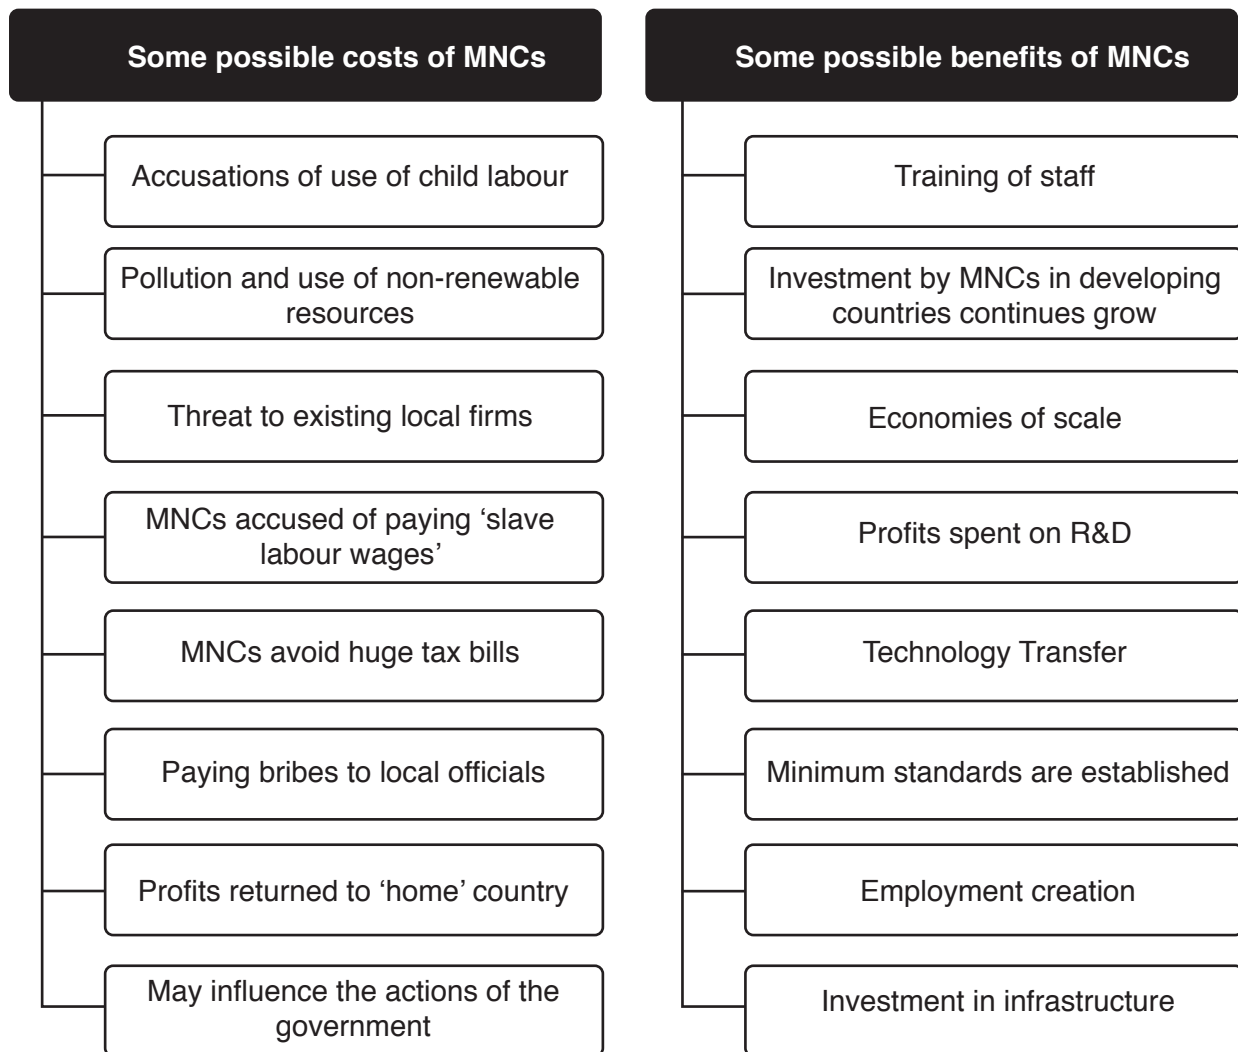 Some possible costs of MNCs
Accusations of use of child labour
Pollution and use of non-renewable
resources
Threat to existing local firms
MNCs accused of paying ‘slave
labour wages’
MNCs avoid huge tax bills
Paying bribes to local officials
Profits returned to ‘home’ country
May influence the actions of the
government
Some possible benefits of MNCs
Training of staff
Investment by MNCs in developing
countries continues grow
Economies of scale
Profits spent on R&D
Technology Transfer
Minimum standards are established
Employment creation
Investment in infrastructure